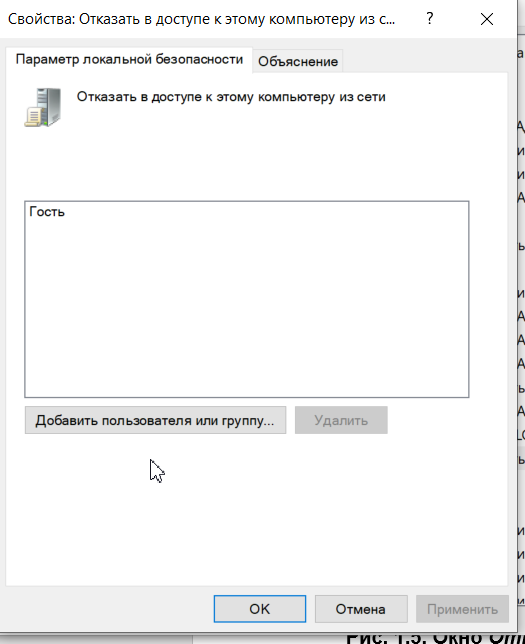 Свойства: Отказать в доступе к этому компьютеру из с...
?
Параметр локальной безопасности
Объяснение
Отказать в доступе к этому компьютеру из сети
Гость
Добавить пользователя или группу...
Удалить
OK
Отмена
Применить
Рис. 1.5. Окно